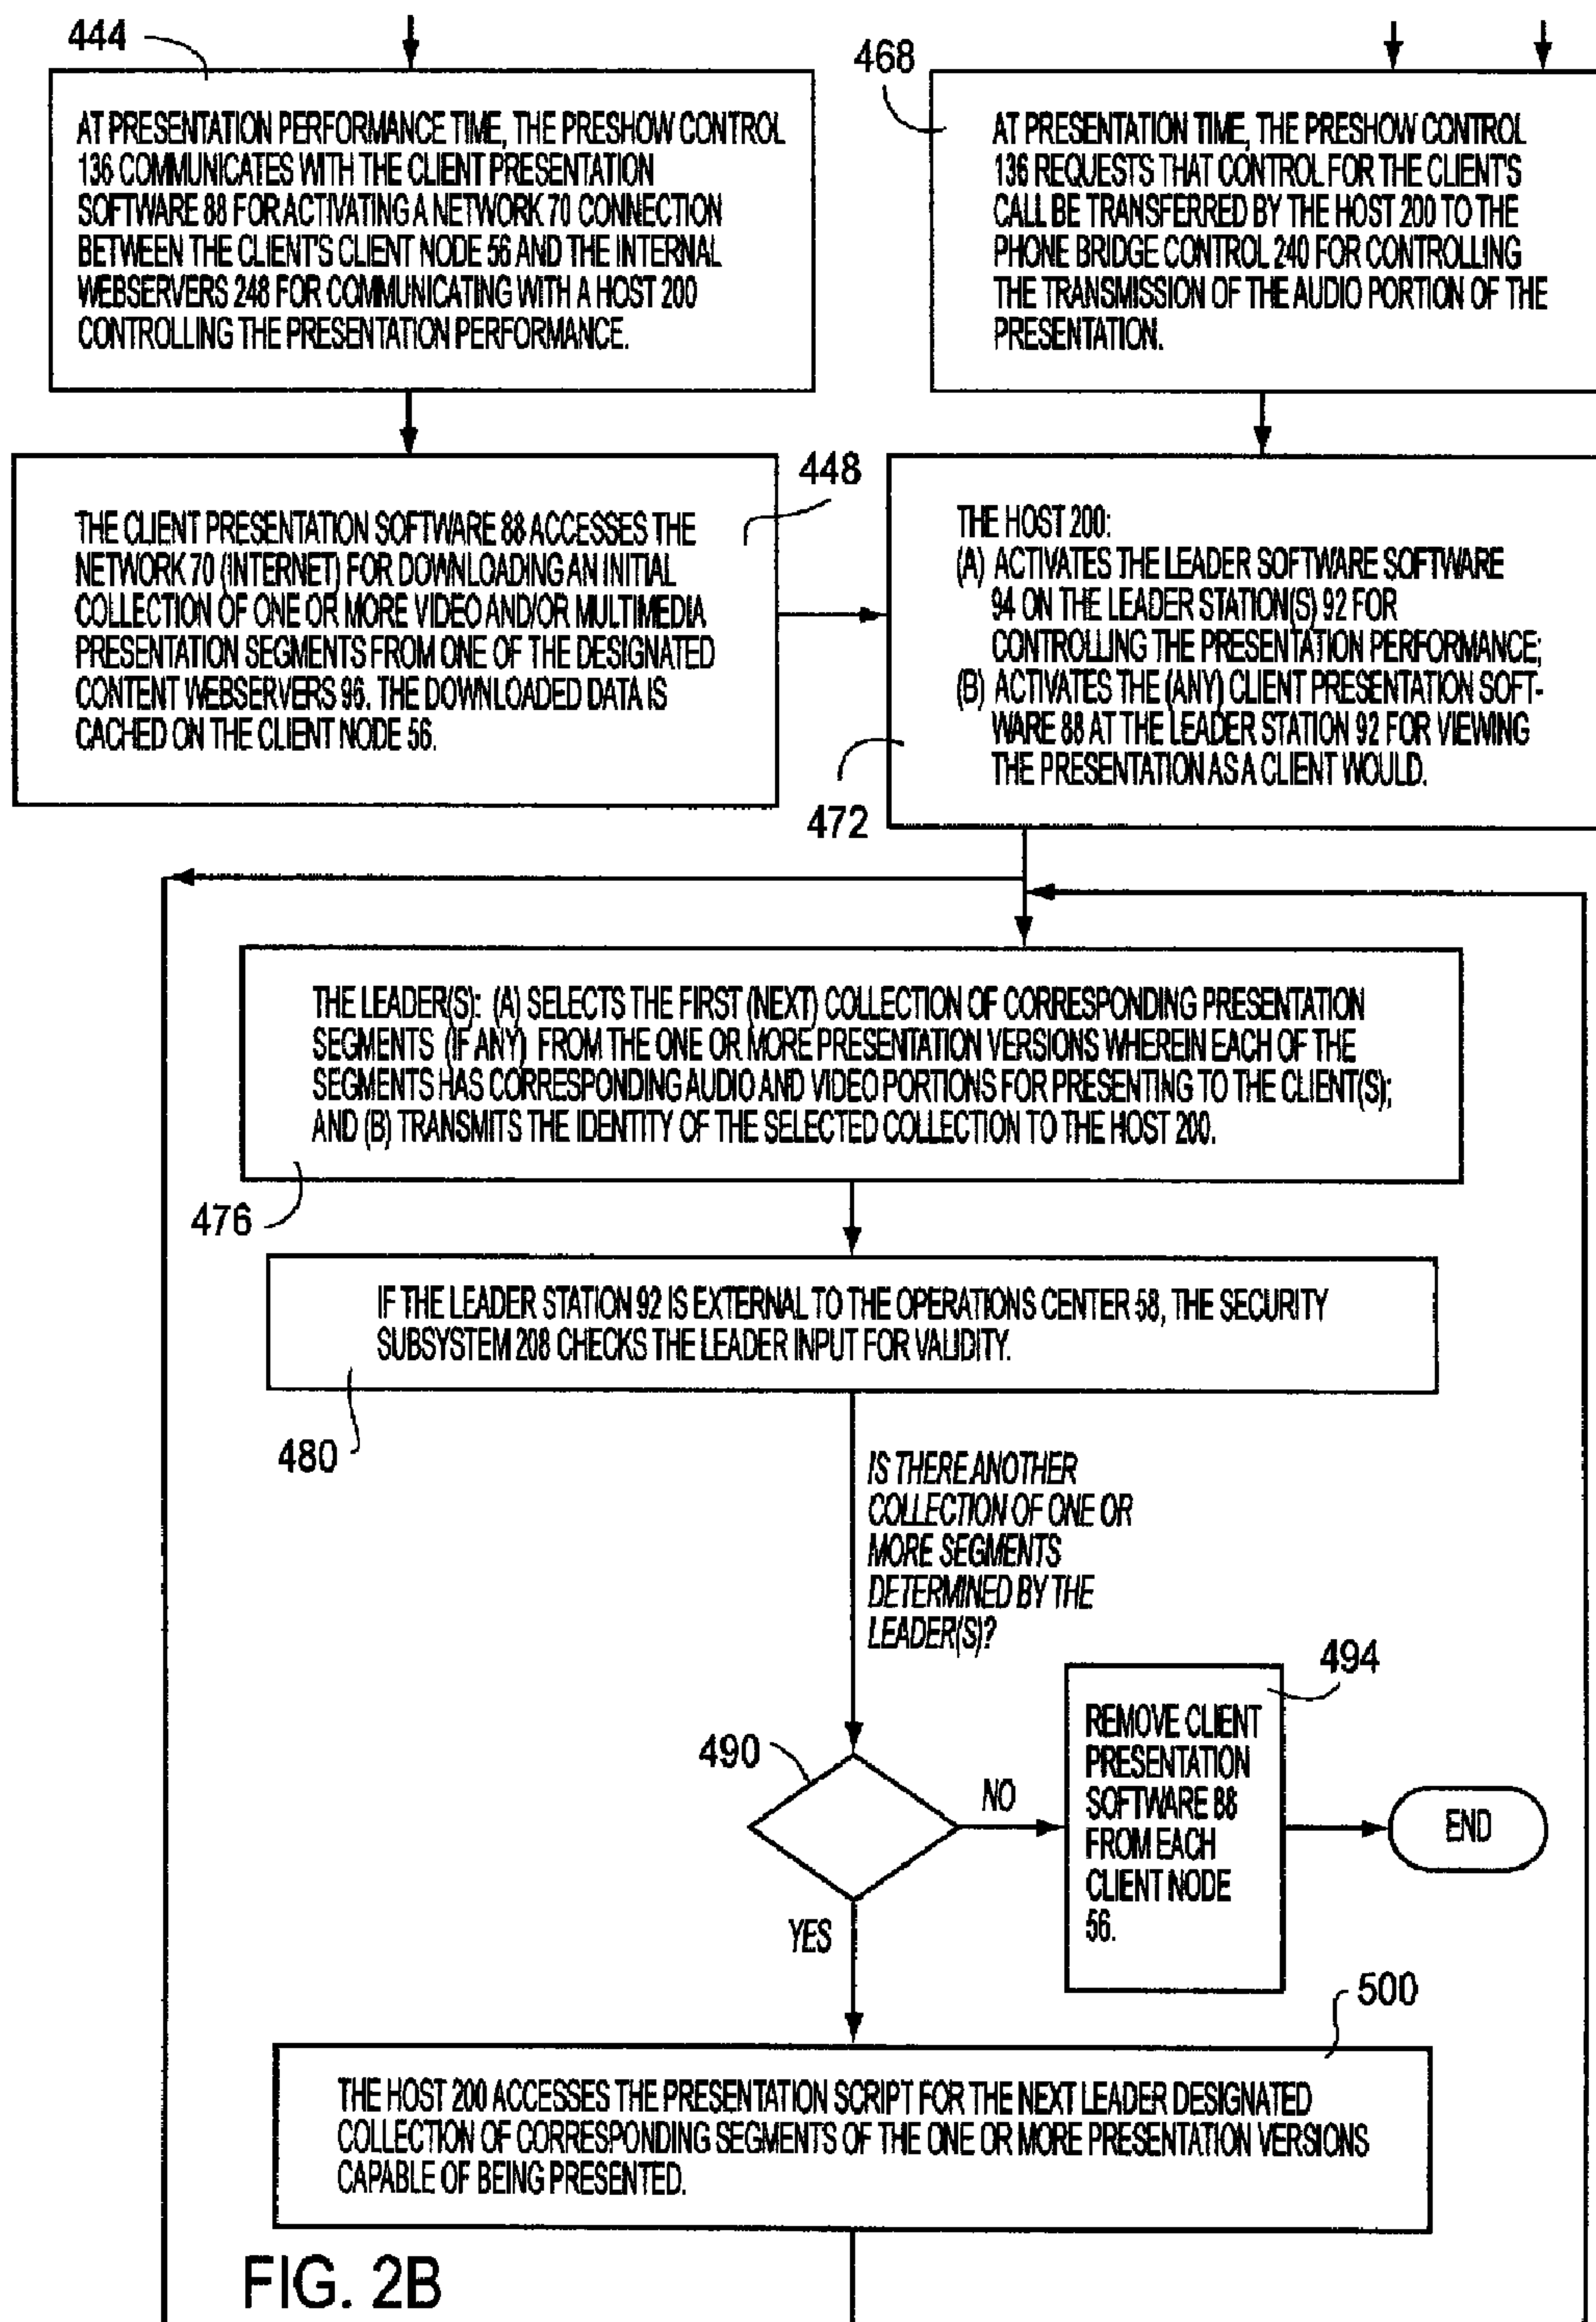 444
AT PRESENTATION PERFORMANCE TIME, THE PRESHOW CONTROL
136 COMMUNICATES WITH THE CLIENT PRESENTATION
SOFTWARE 88 FOR ACTIVATING A NETWORK 70 CONNECTION
BETWEEN THE CLIENT'S CLIENT NODE 56 AND THE INTERNAL
WEBSERVERS 248 FOR COMMUNICATING WITH A HOST 200
CONTROLLING THE PRESENTATION PERFORMANCE.
468
AT PRESENTATION TIME, THE PRESHOW CONTROL
136 REQUESTS THAT CONTROL FOR THE CLIENT'S
CALL BE TRANSFERRED BY THE HOST 200 TO THE
PHONE BRIDGE CONTROL 240 FOR CONTROLLING
THE TRANSMISSION OF THE AUDIO PORTION OF THE
PRESENTATION.
448
THE CLIENT PRESENTATION SOFTWARE 88 ACCESSES THE
NETWORK 70 (INTERNET) FOR DOWNLOADING AN INITIAL
COLLECTION OF ONE OR MORE VIDEO AND/OR MULTIMEDIA
PRESENTATION SEGMENTS FROM ONE OF THE DESIGNATED
CONTENT WEBSERVERS 96. THE DOWNLOADED DATA IS
CACHED ON THE CLIENT NODE 56.
THE HOST 200:
(A) ACTIVATES THE LEADER SOFTWARE SOFTWARE
94 ON THE LEADER STATION(S) 92 FOR
CONTROLLING THE PRESENTATION PERFORMANCE;
(B) ACTIVATES THE (ANY) CLIENT PRESENTATION SOFT-
WARE 88 AT THE LEADER STATION 92 FOR VIEWING
THE PRESENTATION AS A CLIENT WOULD.
472
THE LEADER(S): (A) SELECTS THE FIRST (NEXT) COLLECTION OF CORRESPONDING PRESENTATION
SEGMENTS (IF ANY) FROM THE ONE OR MORE PRESENTATION VERSIONS WHEREIN EACH OF THE
SEGMENTS HAS CORRESPONDING AUDIO AND VIDEO PORTIONS FOR PRESENTING TO THE CLIENT(S);
AND (B) TRANSMITS THE IDENTITY OF THE SELECTED COLLECTION TO THE HOST 200.
476
IF THE LEADER STATION 92 IS EXTERNAL TO THE OPERATIONS CENTER 58, THE SECURITY
SUBSYSTEM 208 CHECKS THE LEADER INPUT FOR VALIDITY.
480
IS THERE ANOTHER
COLLECTION OF ONE OR
MORE SEGMENTS
DETERMINED BY THE
LEADER(S)?
490
NO
494
REMOVE CLIENT
PRESENTATION
SOFTWARE 88
FROM EACH
CLIENT NODE
56.
END
YES
500
THE HOST 200 ACCESSES THE PRESENTATION SCRIPT FOR THE NEXT LEADER DESIGNATED
COLLECTION OF CORRESPONDING SEGMENTS OF THE ONE OR MORE PRESENTATION VERSIONS
CAPABLE OF BEING PRESENTED.
FIG. 2B